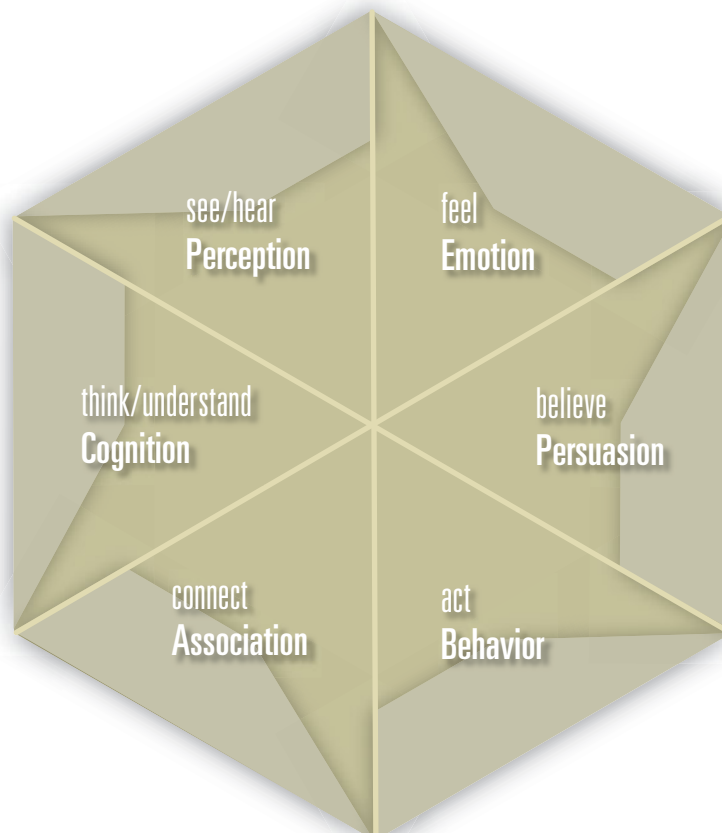 see/hear
Perception
feel
Emotion
think/understand
Cognition
believe
Persuasion
connect
Association
act
Behavior